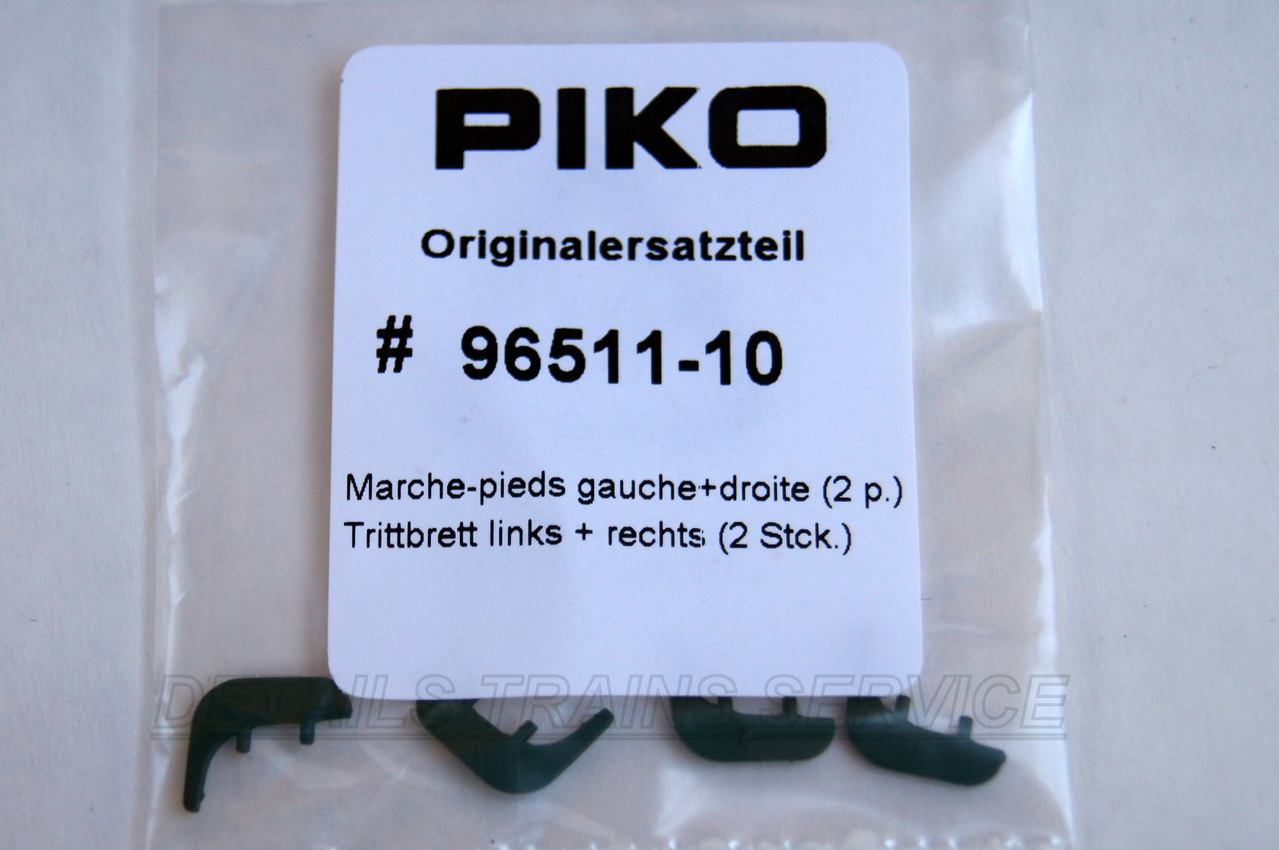 PIKO
Originalersatzteil
# 96511-10
Marche-pieds gauche+droite (2 p.)
Trittbrett links + rechts (2 Stck.)
DETAILS TRAINS SERVICE